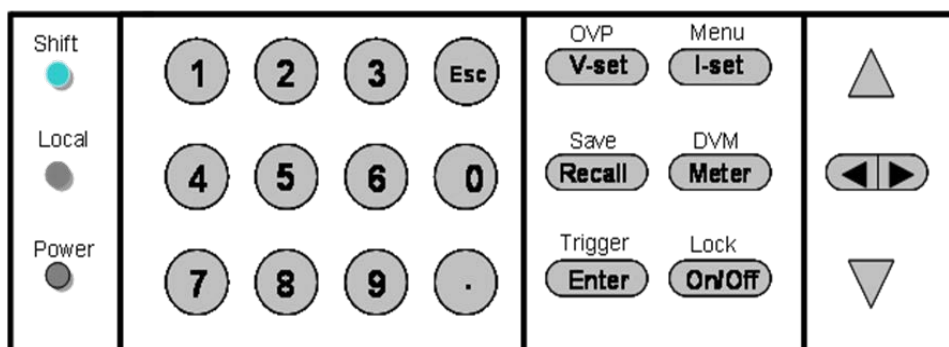 Shift
Local
Power
1 2 3 Esc
4 5 6 0
7 8 9 .
OVP Menu
V-set I-set
Save DVM
Recall Meter
Trigger Lock
Enter On/Off